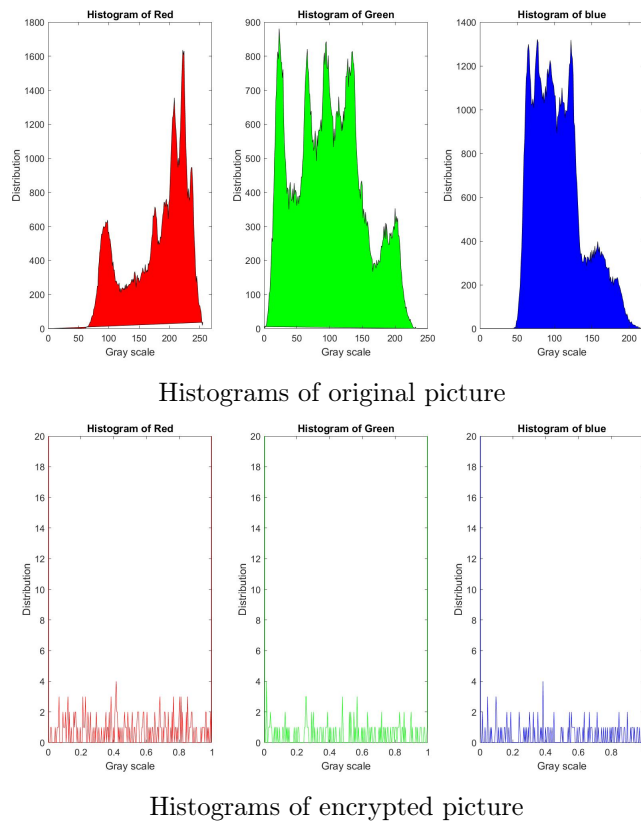 Histogram of Red
Histogram of Green
Histogram of blue
1800
1600
1400
1200
1000
800
600
400
200
0
Distribution
0 50 100 150 200 250
Gray scale
900
800
700
600
500
400
300
200
100
0
Distribution
0 50 100 150 200 250
Gray scale
1400
1200
1000
800
600
400
200
0
Distribution
0 50 100 150 200
Gray scale
Histograms of original picture
Histogram of Red
Histogram of Green
Histogram of blue
20
18
16
14
12
10
8
6
4
2
0
Distribution
0 0.2 0.4 0.6 0.8 1
Gray scale
20
18
16
14
12
10
8
6
4
2
0
Distribution
0 0.2 0.4 0.6 0.8 1
Gray scale
20
18
16
14
12
10
8
6
4
2
0
Distribution
0 0.2 0.4 0.6 0.8
Gray scale
Histograms of encrypted picture